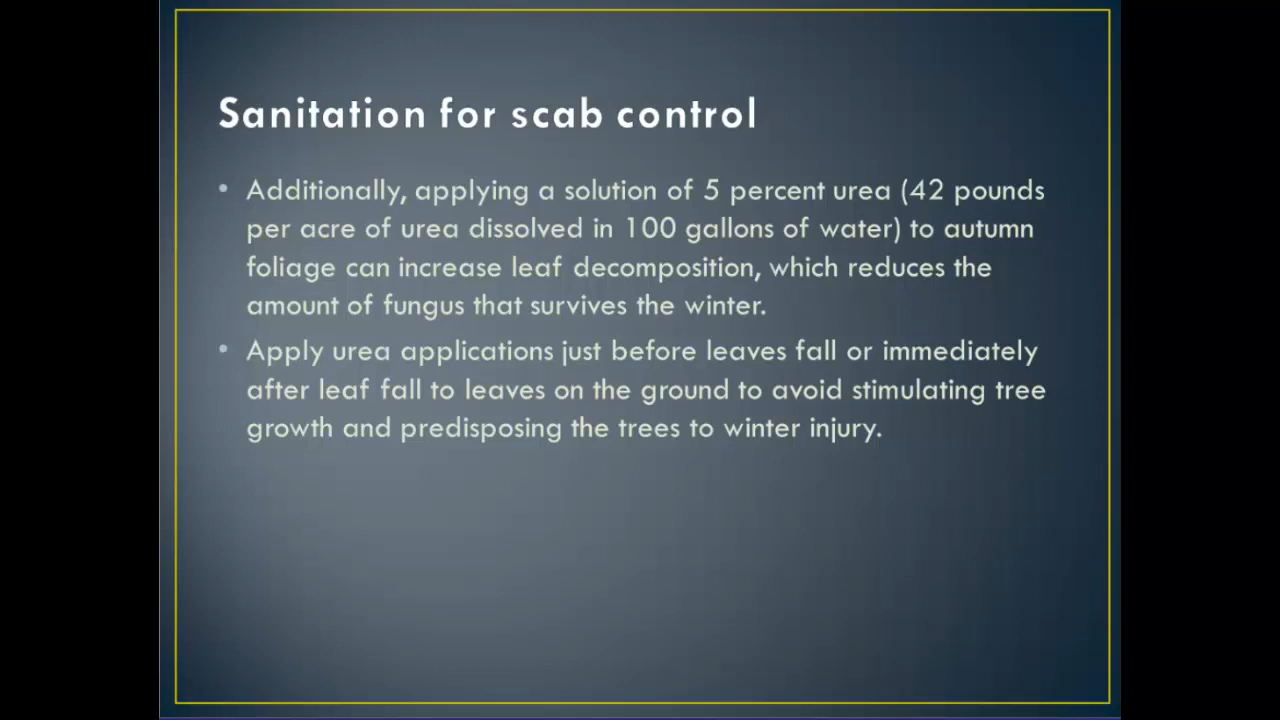 Sanitation for scab control
• Additionally, applying a solution of 5 percent urea (42 pounds
per acre of urea dissolved in 100 gallons of water) to autumn
foliage can increase leaf decomposition, which reduces the
amount of fungus that survives the winter.
• Apply urea applications just before leaves fall or immediately
after leaf fall to leaves on the ground to avoid stimulating tree
growth and predisposing the trees to winter injury.